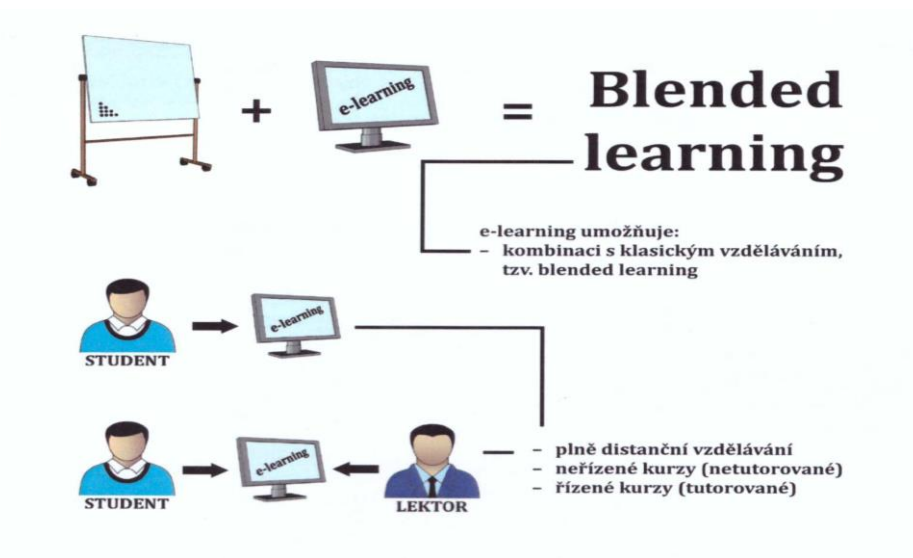 +
e-learning
=
Blended
learning
e-learning umožňuje:
– kombinaci s klasickým vzděláváním,
tzv. blended learning
e-learning
STUDENT
e-learning
STUDENT
LEKTOR
– plně distanční vzdělávání
– neřízené kurzy (netutorované)
– řízené kurzy (tutorované)